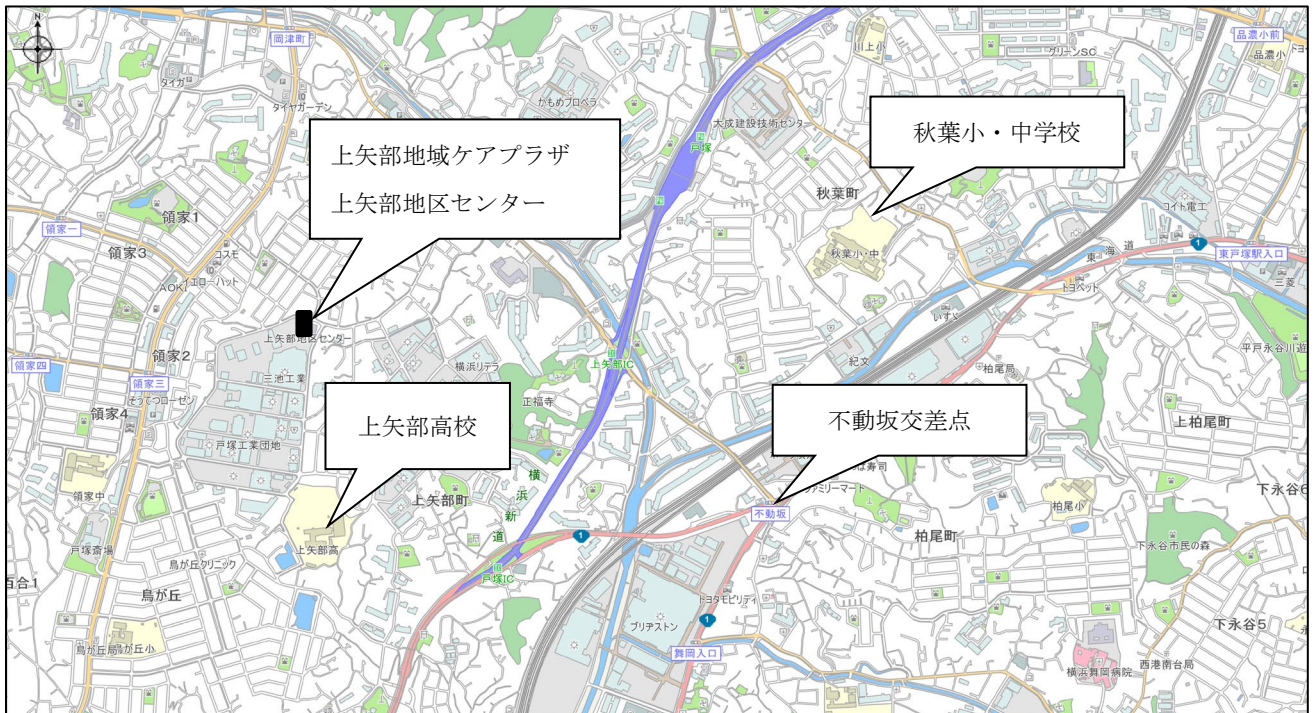 N
岡津町
タイガ
タイヤガーデン
かもめプロペラ
川上小
グリーンSC
品濃小前
品濃小
大成建設技術センター
戸塚
秋葉小・中学校
上矢部地域ケアプラザ
上矢部地区センター
秋葉町
コイト電工
領家1
領家一
領家3
コスモ
イエローハット
AOKI
秋葉小・中
東海道
1
東戸塚駅入口
三菱
トヨペット
いすゞ
上矢部地区センター
領家2
領家四
領家三
そうてつローゼン
三池工業
横浜リテラ
上矢部IC
紀文
柏尾局
平戸永谷川遊
領家4
戸塚工業団地
上矢部高校
正福寺
不動坂交差点
上柏尾町
領家中
上矢部町
横浜新道
ファミリーマート
不動坂
柏尾小
柏尾町
下永谷6
戸塚斎場
上矢部高
鳥が丘クリニック
1
戸塚IC
下永谷市民の森
百合1
鳥が丘
トヨタモビリティ
ブリヂストン
1
下永谷5
鳥が丘局
鳥が丘小
舞岡入口
横浜舞岡病院
西港南台局